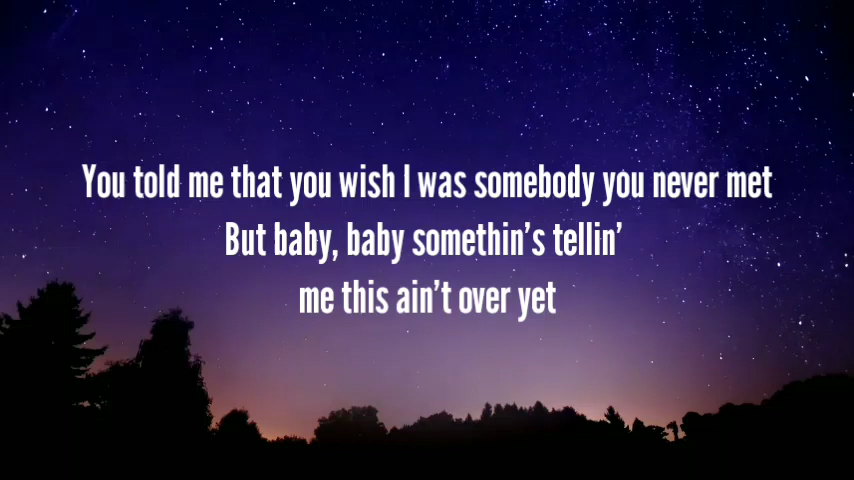 You told me that you wish I was somebody you never met
But baby, baby somethin’s tellin’
me this ain’t over yet